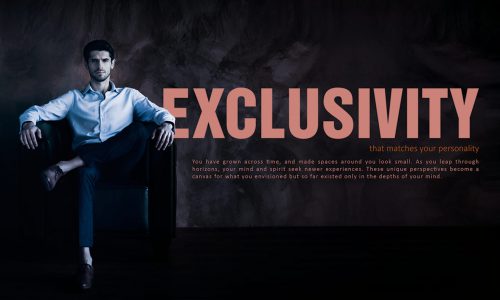 EXCLUSIVITY
that matches your personality
You have grown across time, and made spaces around you look small. As you leap through
horizons, your mind and spirit seek newer experiences. These unique perspectives become a
canvas for what you envisioned but so far existed only in the depths of your mind.